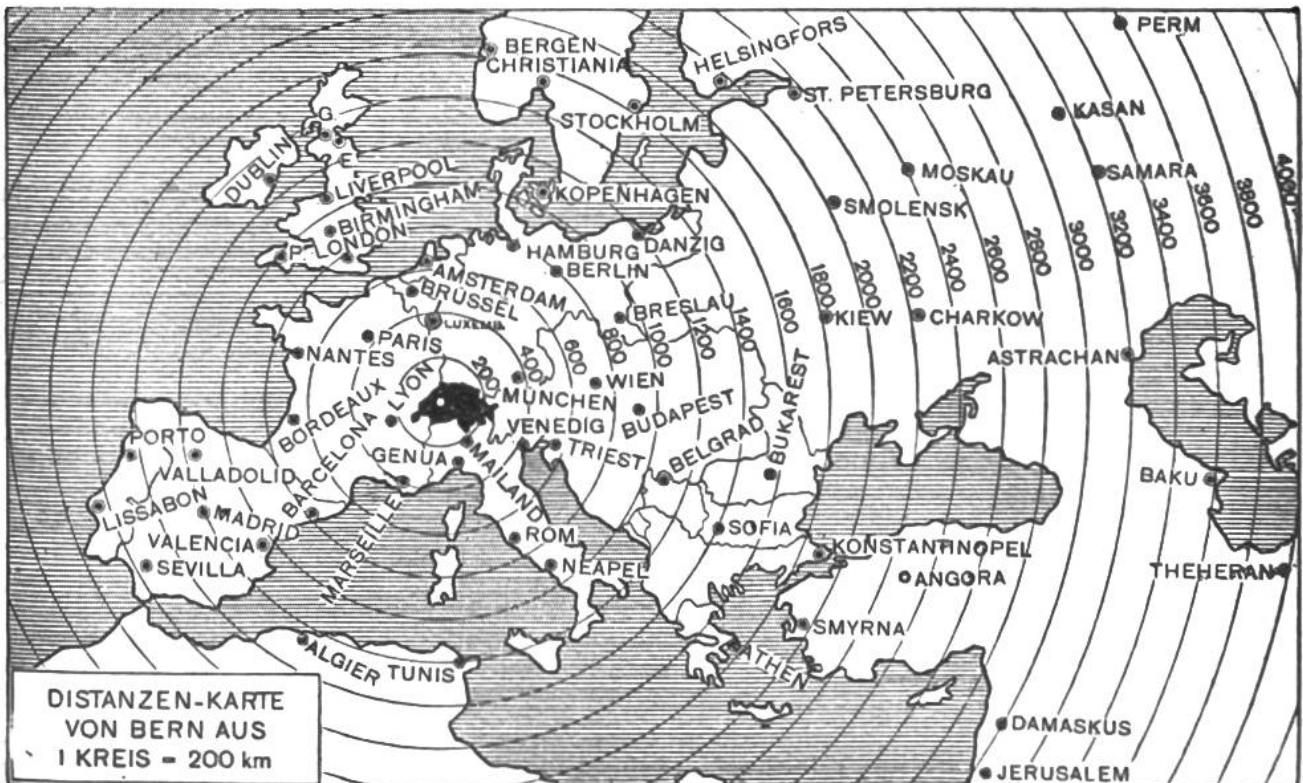 PERM
BERGEN
CHRISTIANIA
HELSINGFORS
ST. PETERSBURG
KASAN
STOCKHOLM
G.
E.
DUBLIN
LIVERPOOL
BIRMINGHAM
P.
LONDON
KOPENHAGEN
MOSKAU
SAMARA
SMOLENSK
HAMBURG
DANZIG
BERLIN
AMSTERDAM
BRÜSSEL
BRESLAU
KIEW
CHARKOW
PARIS
NANTES
ASTRACHAN
200
400
600
800
1000
1200
1400
1600
1800
2000
2200
2400
2600
2800
3000
3200
3400
3600
3800
4000
LYON
MÜNCHEN
WIEN
BUDAPEST
BORDEAUX
BARCELONA
VENEDIG
TRIEST
BELGRAD
BUKAREST
GENUA
MAILAND
PORTO
VALLADOLID
LISSABON
MADRID
VALENCIA
SEVILLA
MARSEILLE
ROM
NEAPEL
SOFIA
BAKU
KONSTANTINOPEL
ANGORA
THEHERAN
SMYRNA
ATHEN
ALGIER
TUNIS
DAMASKUS
JERUSALEM
DISTANZEN-KARTE
VON BERN AUS
1 KREIS = 200 km